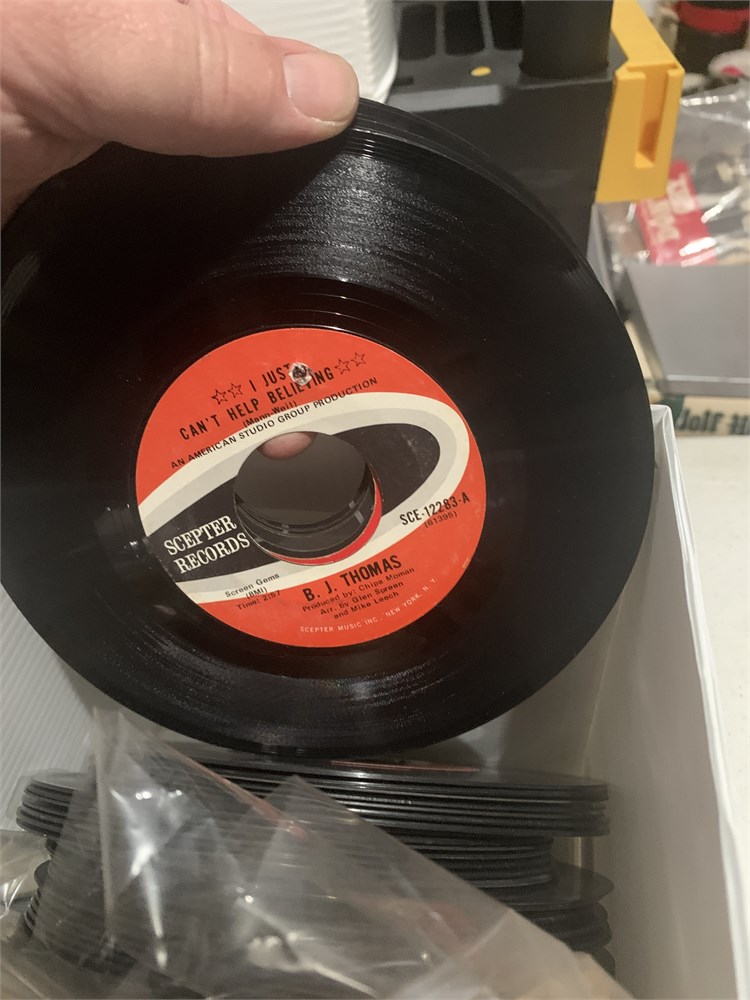 ☆☆ I JUST ☆☆
CAN'T HELP BELIEVING
(Mann-Weil)
AN AMERICAN STUDIO GROUP PRODUCTION
SCEPTER
RECORDS
SCE-12283-A
(61398)
Screen Gems
(BMI)
Time: 2:57
B. J. THOMAS
Produced by: Chips Moman
Arr. by Glen Spreen
and Mike Leech
SCEPTER MUSIC INC. NEW YORK, N. Y.